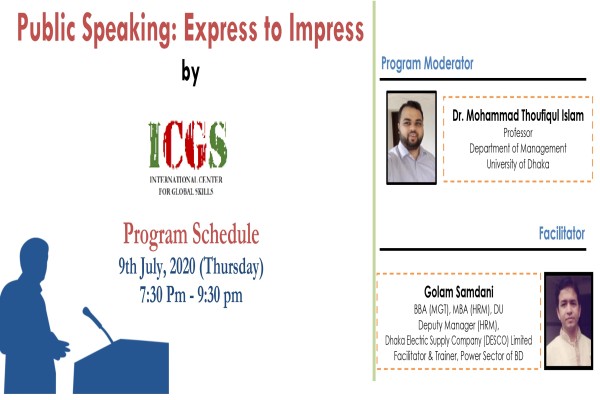 Public Speaking: Express to Impress
by
ICGS
INTERNATIONAL CENTER
FOR GLOBAL SKILLS
Program Schedule
9th July, 2020 (Thursday)
7:30 Pm - 9:30 pm
Program Moderator
Dr. Mohammad Thoufiqul Islam
Professor
Department of Management
University of Dhaka
Facilitator
Golam Samdani
BBA (MGT), MBA (HRM), DU
Deputy Manager (HRM),
Dhaka Electric Supply Company (DESCO) Limited
Facilitator & Trainer, Power Sector of BD